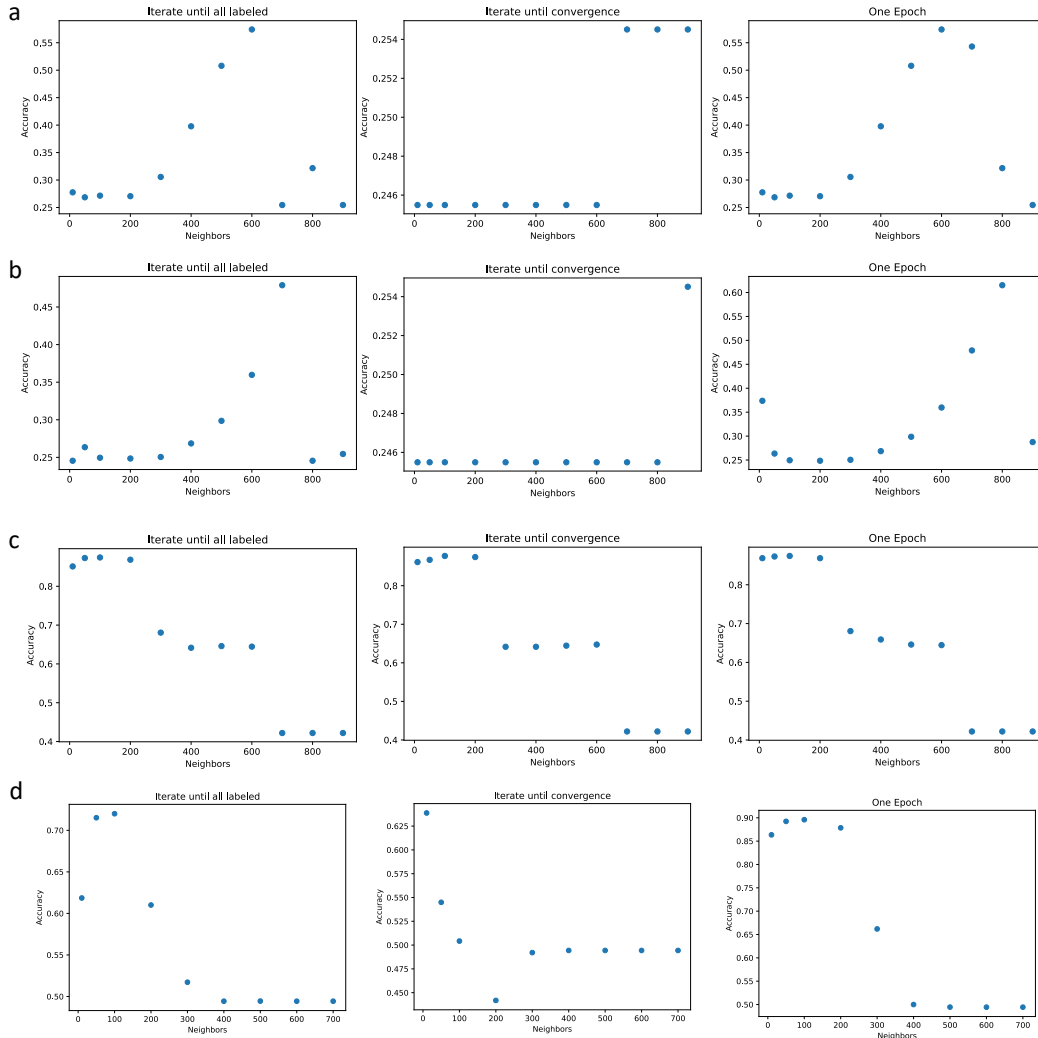 a
Iterate until all labeled
Accuracy
0.55
0.50
0.45
0.40
0.35
0.30
0.25
0 200 400 600 800
Neighbors
Iterate until convergence
Accuracy
0.254
0.252
0.250
0.248
0.246
0 200 400 600 800
Neighbors
One Epoch
Accuracy
0.55
0.50
0.45
0.40
0.35
0.30
0.25
0 200 400 600 800
Neighbors
b
Iterate until all labeled
Accuracy
0.45
0.40
0.35
0.30
0.25
0 200 400 600 800
Neighbors
Iterate until convergence
Accuracy
0.254
0.252
0.250
0.248
0.246
0 200 400 600 800
Neighbors
One Epoch
Accuracy
0.60
0.55
0.50
0.45
0.40
0.35
0.30
0.25
0 200 400 600 800
Neighbors
c
Iterate until all labeled
Accuracy
0.8
0.7
0.6
0.5
0.4
0 200 400 600 800
Neighbors
Iterate until convergence
Accuracy
0.8
0.7
0.6
0.5
0.4
0 200 400 600 800
Neighbors
One Epoch
Accuracy
0.8
0.7
0.6
0.5
0.4
0 200 400 600 800
Neighbors
d
Iterate until all labeled
Accuracy
0.70
0.65
0.60
0.55
0.50
0 100 200 300 400 500 600 700
Neighbors
Iterate until convergence
Accuracy
0.625
0.600
0.575
0.550
0.525
0.500
0.475
0.450
0 100 200 300 400 500 600 700
Neighbors
One Epoch
Accuracy
0.90
0.85
0.80
0.75
0.70
0.65
0.60
0.55
0.50
0 100 200 300 400 500 600 700
Neighbors